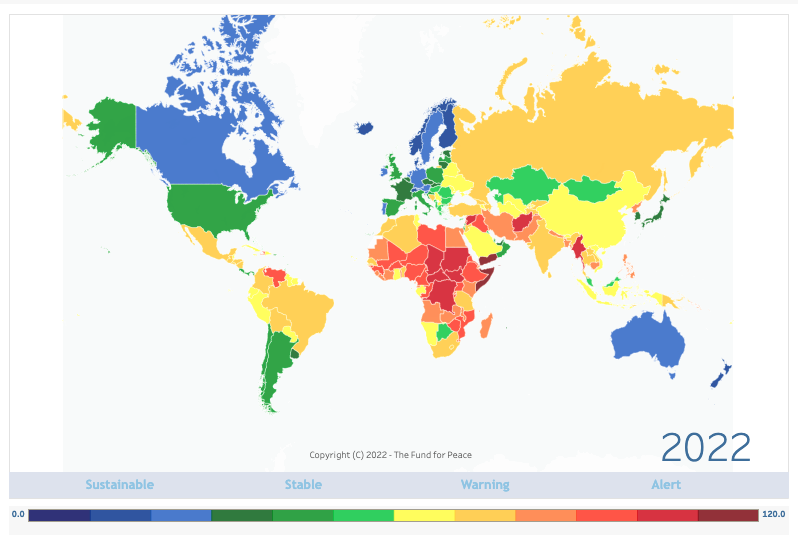 2022
Copyright (C) 2022 - The Fund for Peace
Sustainable Stable Warning Alert
0.0 120.0